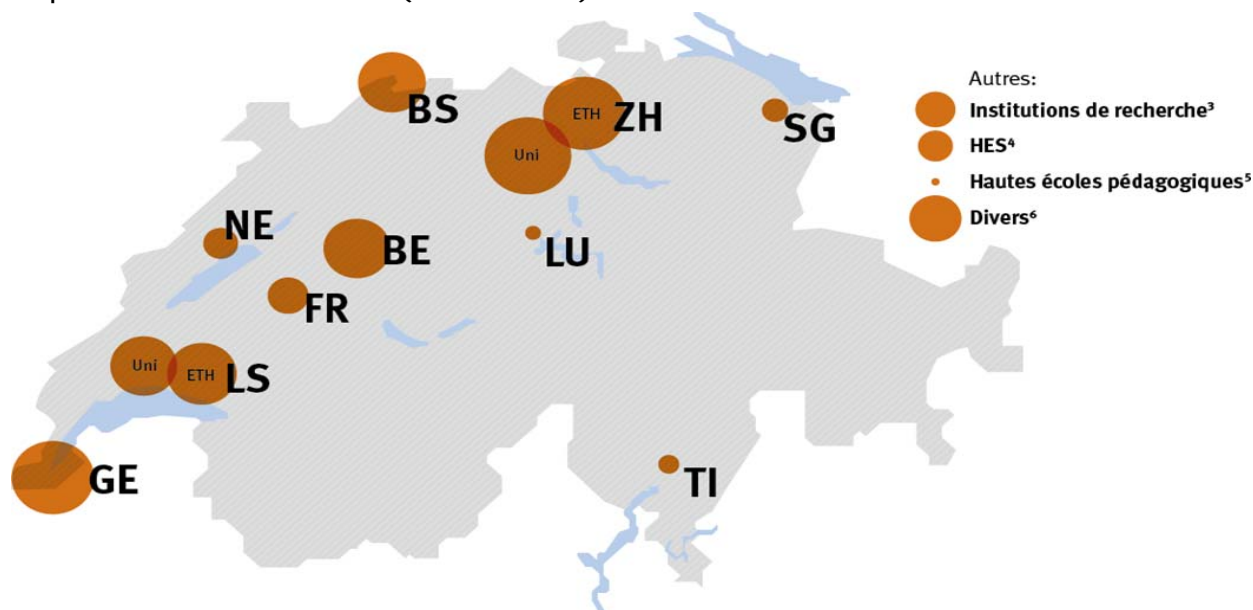 BS
ETH ZH
Uni
SG
Autres:
Institutions de recherche³
HES⁴
Hautes écoles pédagogiques⁵
Divers⁶
NE
BE
LU
FR
Uni ETH LS
GE
TI